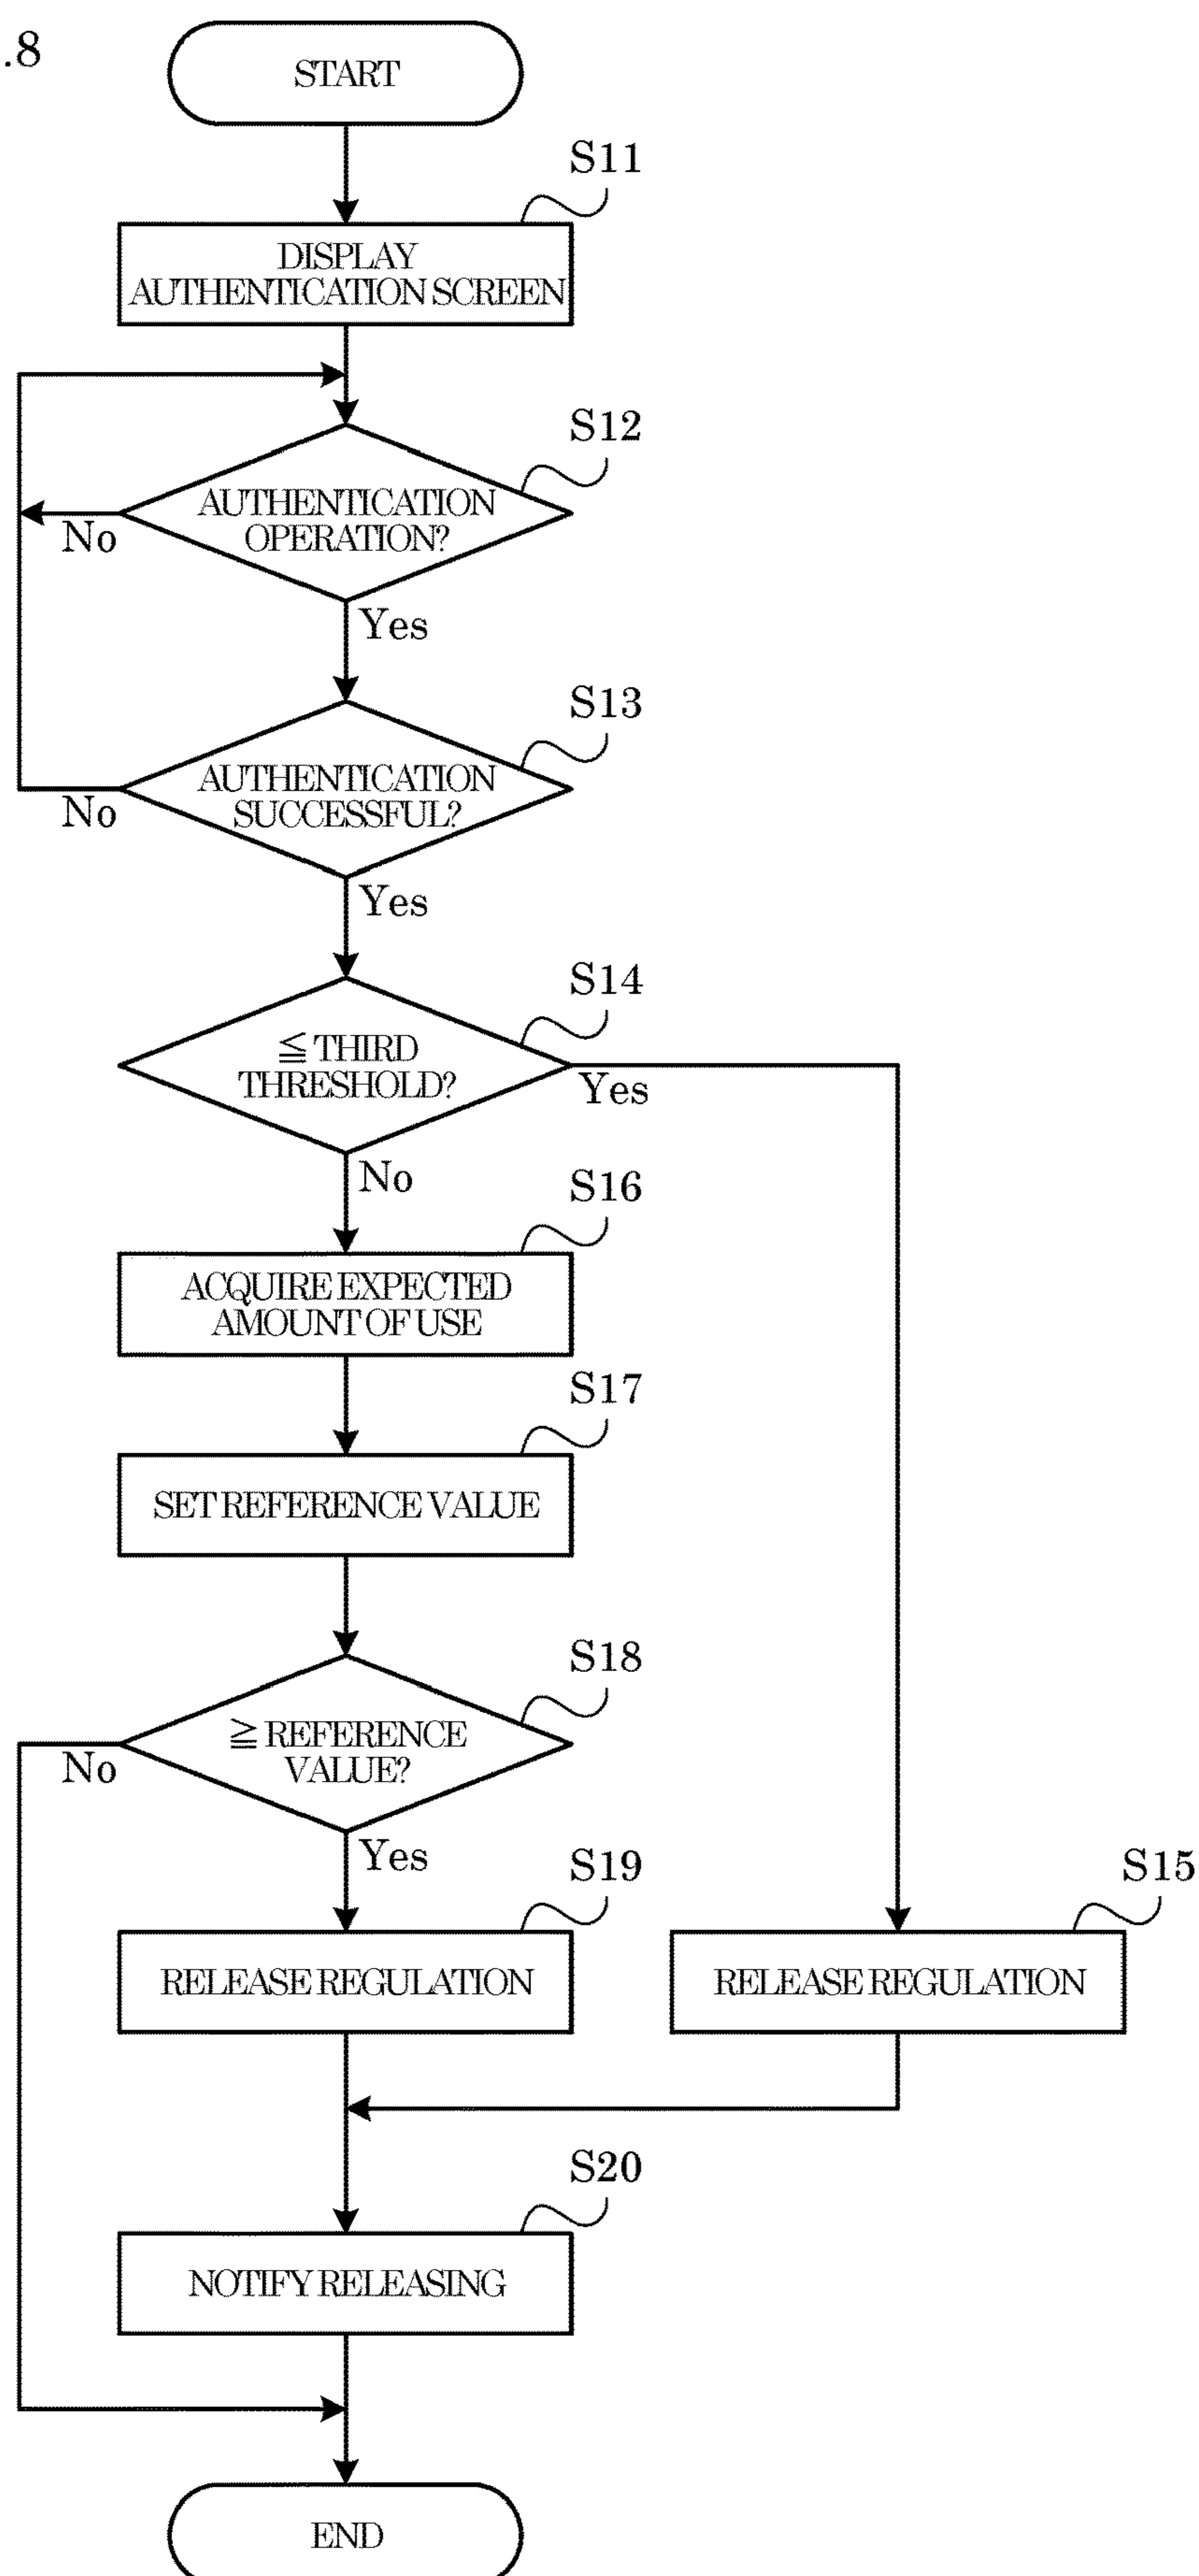 .8
START
S11
DISPLAY
AUTHENTICATION SCREEN
S12
AUTHENTICATION
OPERATION?
No
Yes
S13
AUTHENTICATION
SUCCESSFUL?
No
Yes
S14
≦ THIRD
THRESHOLD?
Yes
No
S16
ACQUIRE EXPECTED
AMOUNT OF USE
S17
SET REFERENCE VALUE
S18
≧ REFERENCE
VALUE?
No
Yes
S19
RELEASE REGULATION
S15
RELEASE REGULATION
S20
NOTIFY RELEASING
END